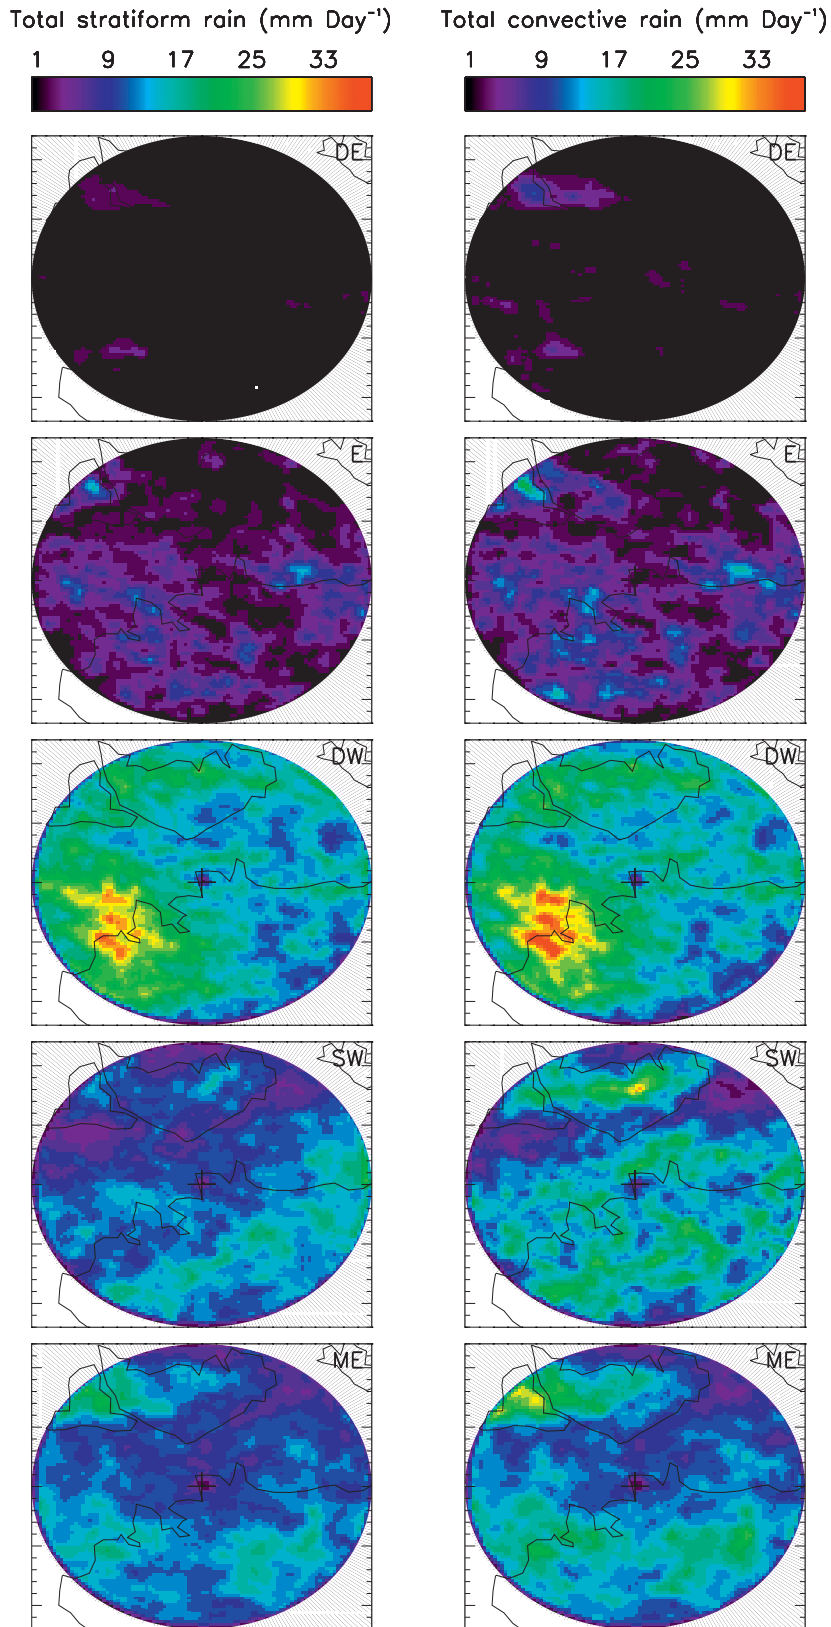 Total stratiform rain (mm Day⁻¹) Total convective rain (mm Day⁻¹)
1 9 17 25 33 1 9 17 25 33
DE DE
E E
DW DW
SW SW
ME ME